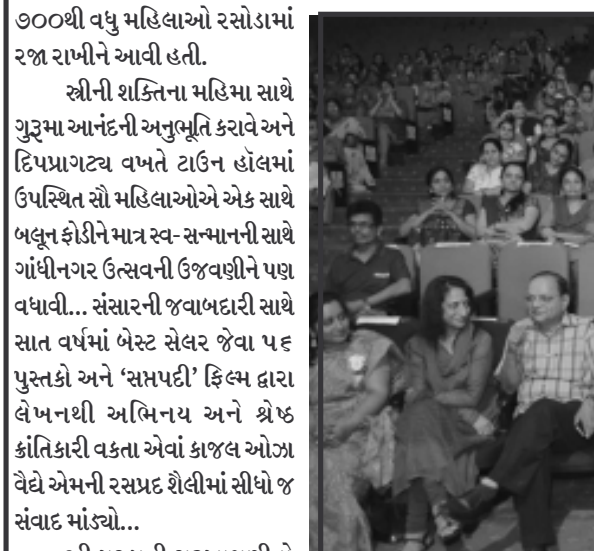 ૭૦૦થી વધુ મહિલાઓ રસોડામાં
રજા રાખીને આવી હતી.
સ્ત્રીની શક્તિના મહિમા સાથે
ગુરૂમા આનંદની અનુભૂતિ કરાવે અને
દિપપ્રાગટ્ય વખતે ટાઉન હૉલમાં
ઉપસ્થિત સૌ મહિલાઓએ એક સાથે
બલૂન ફોડીને માત્ર સ્વ- સન્માનની સાથે
ગાંધીનગર ઉત્સવની ઉજવણીને પણ
વધાવી... સંસારની જવાબદારી સાથે
સાત વર્ષમાં બેસ્ટ સેલર જેવા ૫૬
પુસ્તકો અને ‘સપ્તપદી’ ફિલ્મ દ્વારા
લેખનથી અભિનય અને શ્રેષ્ઠ
ક્રાંતિકારી વકતા એવાં કાજલ ઓઝા
વૈદ્યે એમની રસપ્રદ શૈલીમાં સીધો જ
સંવાદ માંડ્યો...